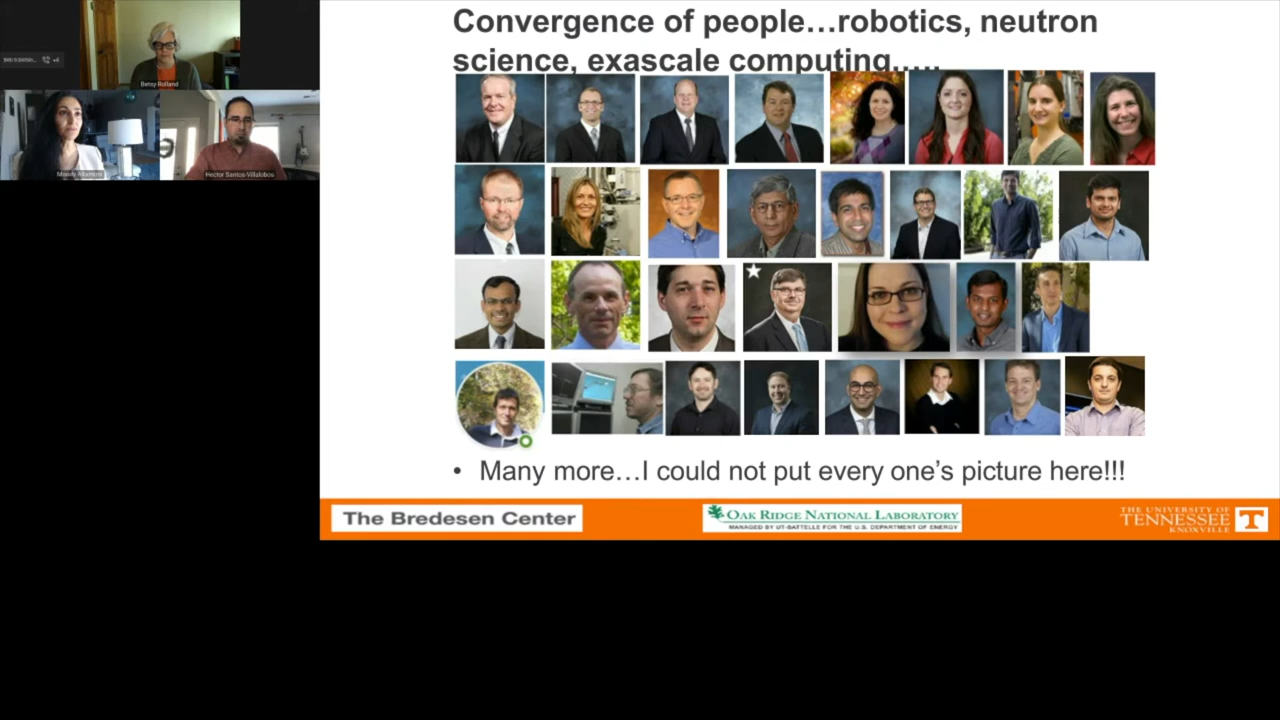 Betsy Rolland
Hector Santos-Villalobos
Convergence of people…robotics, neutron
science, exascale computing…..
• Many more…I could not put every one's picture here!!!
The Bredesen Center
OAK RIDGE NATIONAL LABORATORY
MANAGED BY UT-BATTELLE FOR THE U.S. DEPARTMENT OF ENERGY
THE UNIVERSITY OF
TENNESSEE
KNOXVILLE
T